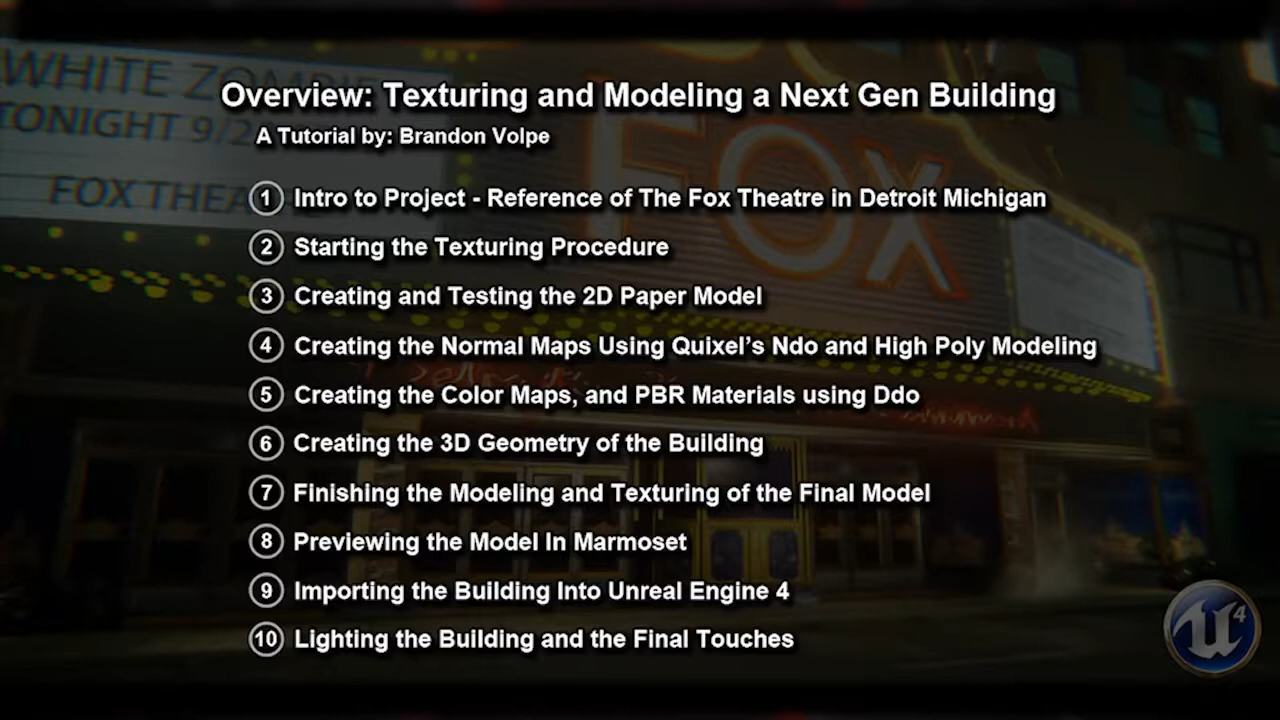 Overview: Texturing and Modeling a Next Gen Building
A Tutorial by: Brandon Volpe
1 Intro to Project - Reference of The Fox Theatre in Detroit Michigan
2 Starting the Texturing Procedure
3 Creating and Testing the 2D Paper Model
4 Creating the Normal Maps Using Quixel’s Ndo and High Poly Modeling
5 Creating the Color Maps, and PBR Materials using Ddo
6 Creating the 3D Geometry of the Building
7 Finishing the Modeling and Texturing of the Final Model
8 Previewing the Model In Marmoset
9 Importing the Building Into Unreal Engine 4
10 Lighting the Building and the Final Touches
WHITE
TONIGHT
FOX
FOX
U 4